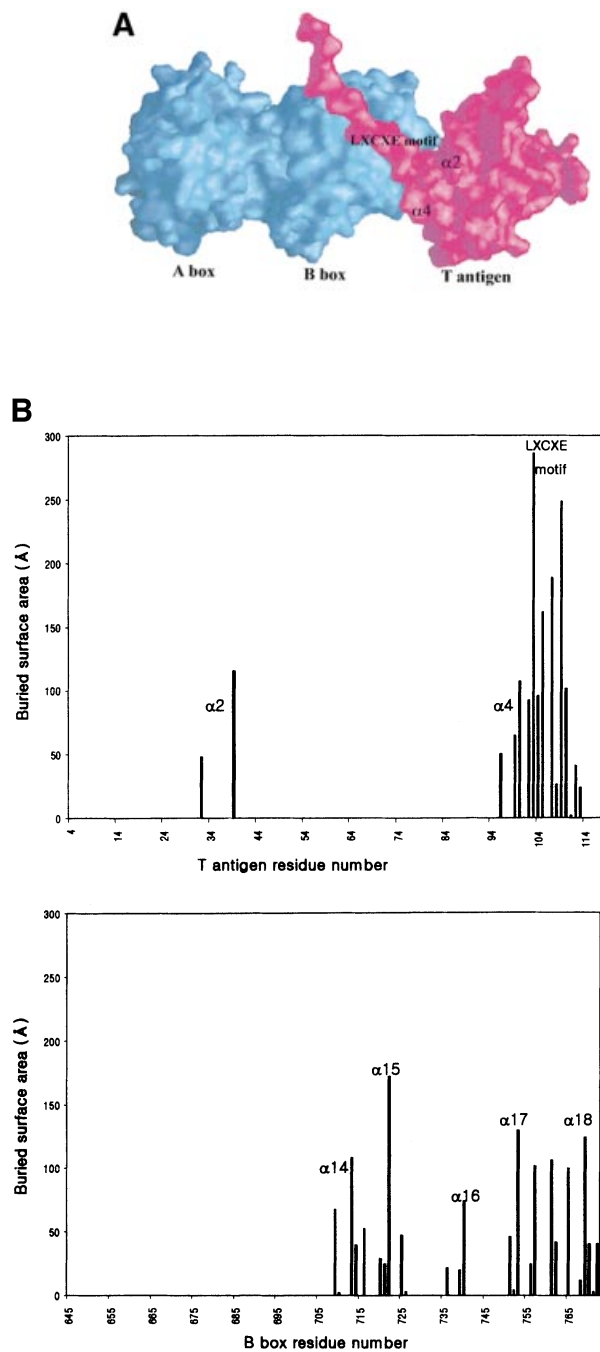 A
LXCXE motif
α2
α4
A box
B box
T antigen
B
300
250
200
150
100
50
0
Buried surface area (Å)
LXCXE
motif
α2
α4
4
14
24
34
44
54
64
74
84
94
104
114
T antigen residue number
300
250
200
150
100
50
0
Buried surface area (Å)
α14
α15
α16
α17
α18
645
655
665
675
685
695
705
715
725
735
745
755
765
B box residue number